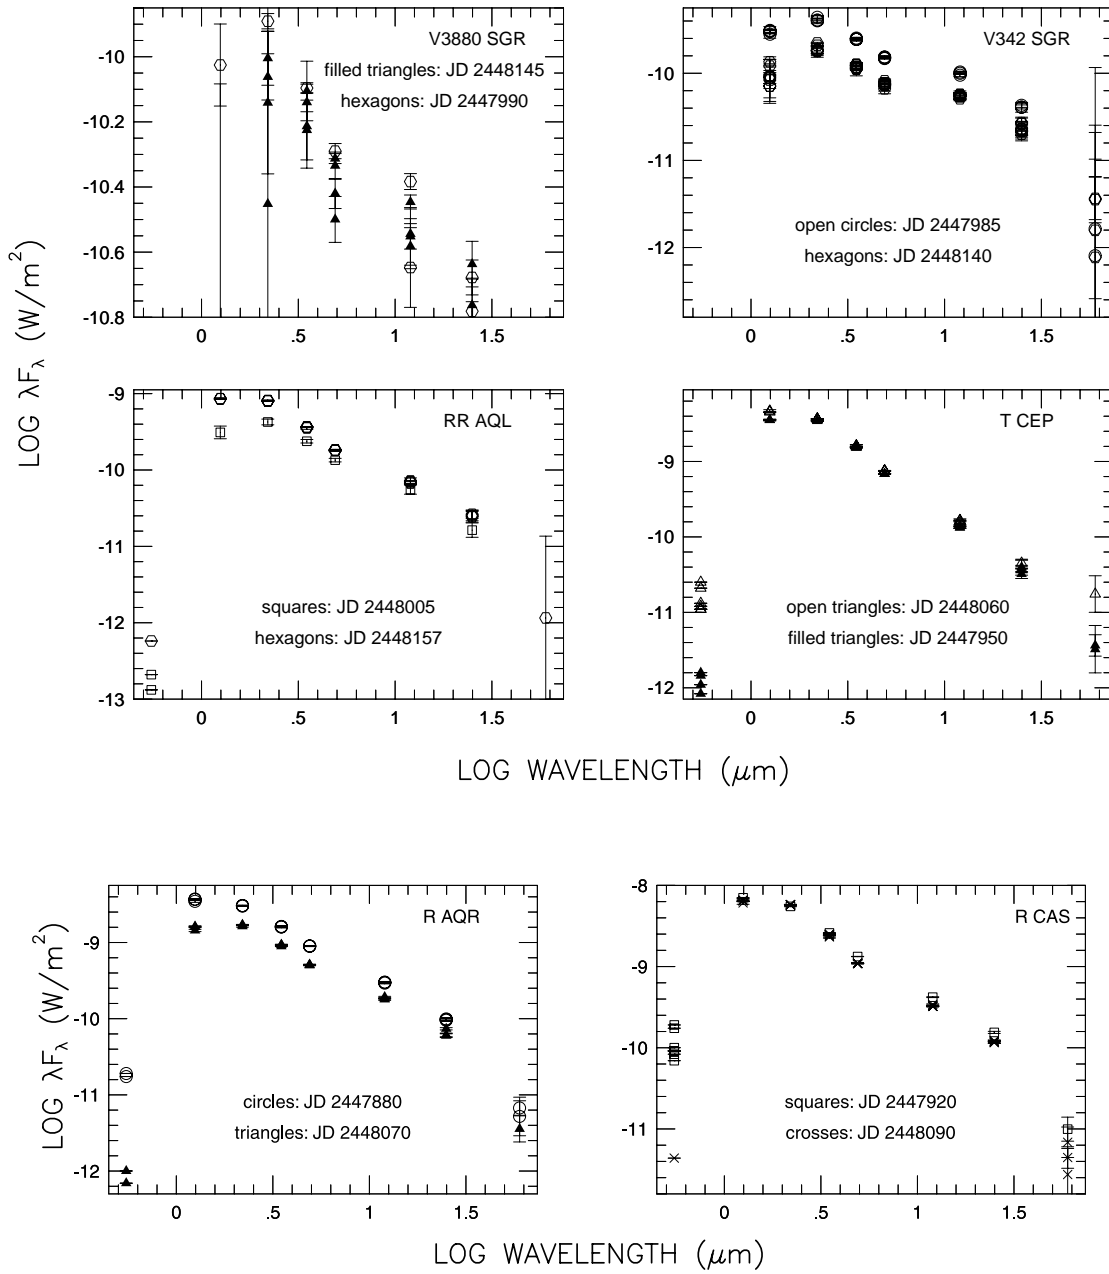 V3880 SGR
filled triangles: JD 2448145
hexagons: JD 2447990
-10
-10.2
-10.4
-10.6
-10.8
0 .5 1 1.5
V342 SGR
open circles: JD 2447985
hexagons: JD 2448140
-10
-11
-12
0 .5 1 1.5
LOG λFλ (W/m²)
RR AQL
squares: JD 2448005
hexagons: JD 2448157
-9
-10
-11
-12
-13
0 .5 1 1.5
T CEP
open triangles: JD 2448060
filled triangles: JD 2447950
-9
-10
-11
-12
0 .5 1 1.5
LOG WAVELENGTH (μm)
R AQR
circles: JD 2447880
triangles: JD 2448070
-9
-10
-11
-12
0 .5 1 1.5
R CAS
squares: JD 2447920
crosses: JD 2448090
-8
-9
-10
-11
0 .5 1 1.5
LOG λFλ (W/m²)
LOG WAVELENGTH (μm)